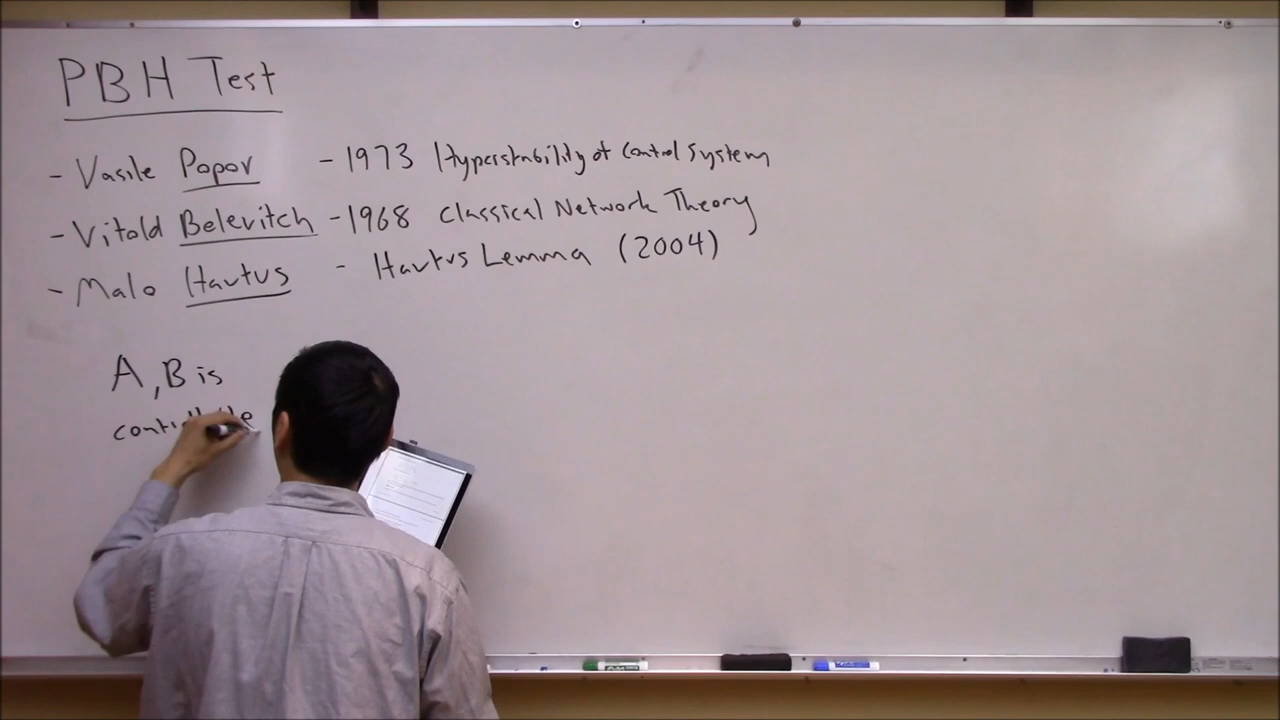 PBH Test
- Vasile Popov - 1973 Hyperstability of Control System
- Vitold Belevitch - 1968 Classical Network Theory
- Malo Hautus - Hautus Lemma (2004)
A, B is